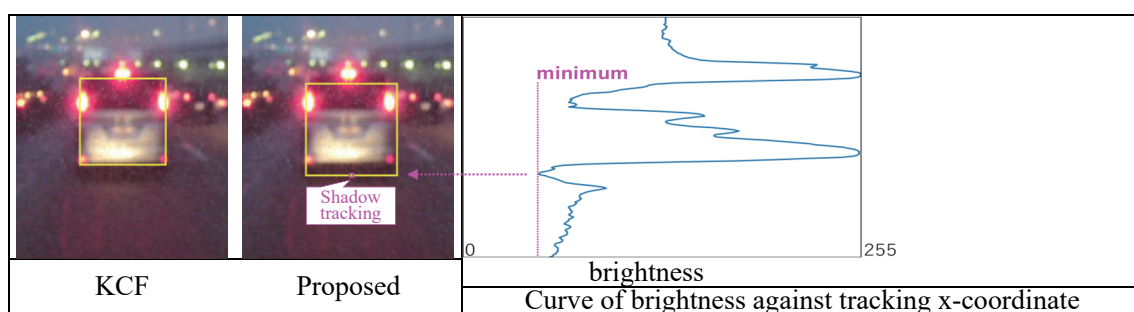 minimum
Shadow
tracking
0
255
brightness
KCF
Proposed
Curve of brightness against tracking x-coordinate